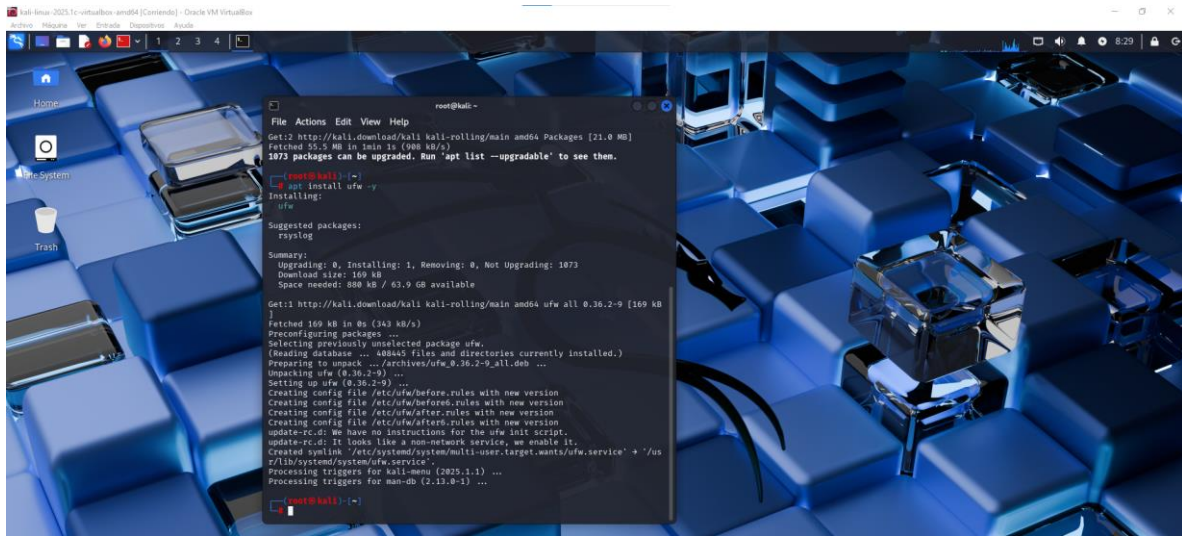 kali-linux-2025.1c-virtualbox-amd64 [Corriendo] - Oracle VM VirtualBox
Archivo Máquina Ver Entrada Dispositivos Ayuda
1 2 3 4
8:29
Home
File System
Trash
root@kali: ~
File Actions Edit View Help
Get:2 http://kali.download/kali kali-rolling/main amd64 Packages [21.0 MB]
Fetched 55.5 MB in 1min 1s (908 kB/s)
1073 packages can be upgraded. Run 'apt list --upgradable' to see them.
┌──(root㉿kali)-[~]
└─# apt install ufw -y
Installing:
ufw
Suggested packages:
rsyslog
Summary:
Upgrading: 0, Installing: 1, Removing: 0, Not Upgrading: 1073
Download size: 169 kB
Space needed: 880 kB / 63.9 GB available
Get:1 http://kali.download/kali kali-rolling/main amd64 ufw all 0.36.2-9 [169 kB
]
Fetched 169 kB in 0s (343 kB/s)
Preconfiguring packages ...
Selecting previously unselected package ufw.
(Reading database ... 408445 files and directories currently installed.)
Preparing to unpack .../archives/ufw_0.36.2-9_all.deb ...
Unpacking ufw (0.36.2-9) ...
Setting up ufw (0.36.2-9) ...
Creating config file /etc/ufw/before.rules with new version
Creating config file /etc/ufw/before6.rules with new version
Creating config file /etc/ufw/after.rules with new version
Creating config file /etc/ufw/after6.rules with new version
update-rc.d: We have no instructions for the ufw init script.
update-rc.d: It looks like a non-network service, we enable it.
Created symlink '/etc/systemd/system/multi-user.target.wants/ufw.service' → '/us
r/lib/systemd/system/ufw.service'.
Processing triggers for kali-menu (2025.1.1) ...
Processing triggers for man-db (2.13.0-1) ...
┌──(root㉿kali)-[~]
└─#